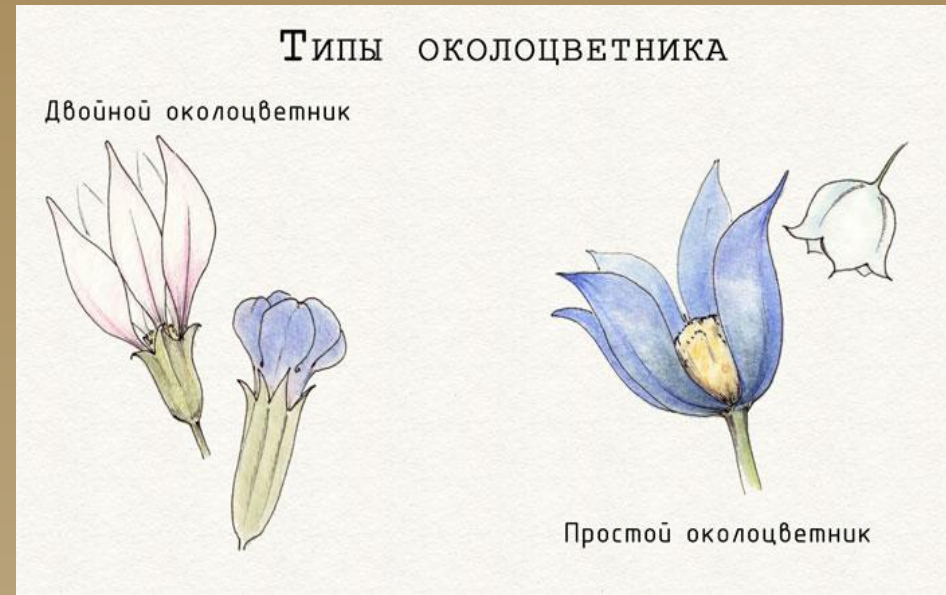 Типы околоцветника
Двойной околоцветник
Простой околоцветник